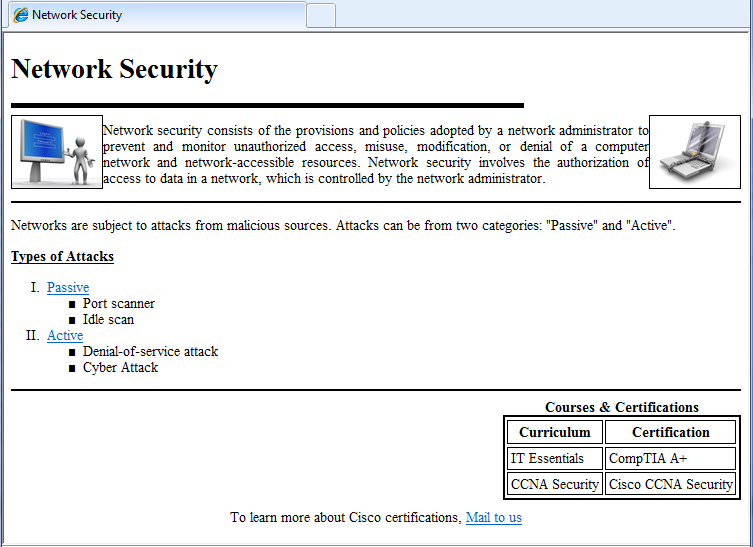 Network Security
Network Security
Network security consists of the provisions and policies adopted by a network administrator to
prevent and monitor unauthorized access, misuse, modification, or denial of a computer
network and network-accessible resources. Network security involves the authorization of
access to data in a network, which is controlled by the network administrator.
Networks are subject to attacks from malicious sources. Attacks can be from two categories: "Passive" and "Active".
Types of Attacks
I. Passive
■ Port scanner
■ Idle scan
II. Active
■ Denial-of-service attack
■ Cyber Attack
Courses & Certifications
Curriculum Certification
IT Essentials CompTIA A+
CCNA Security Cisco CCNA Security
To learn more about Cisco certifications, Mail to us